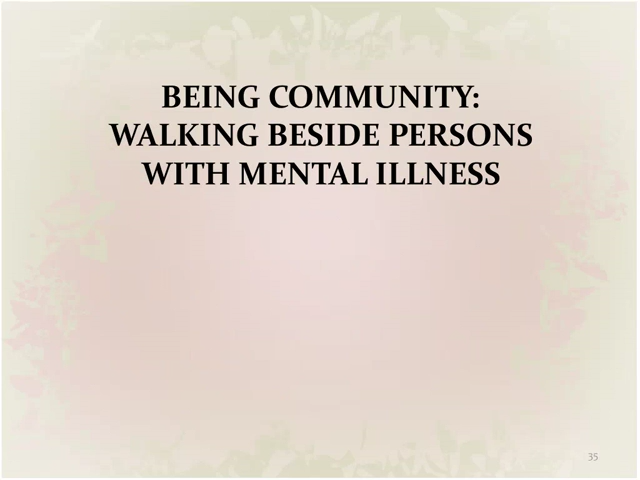 BEING COMMUNITY:
WALKING BESIDE PERSONS
WITH MENTAL ILLNESS
35